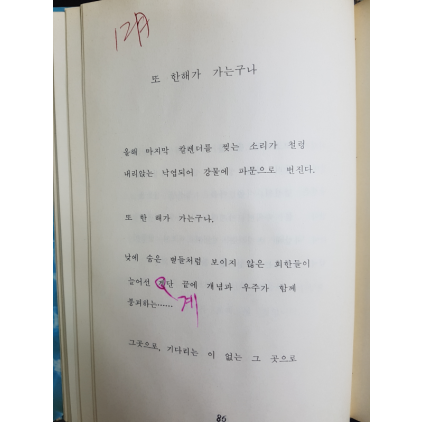 12月
또 한해가 가는구나
올해 마지막 캘렌더를 찢는 소리가 철렁
내리앉는 낙엽되어 강물에 파문으로 번진다.
또 한 해가 가는구나.
낮에 숨은 별들처럼 보이지 않은 회한들이
늘어선 단 끝에 개념과 우주가 함께
계
동괴하는……
그곳으로, 기다리는 이 없는 그 곳으로
86